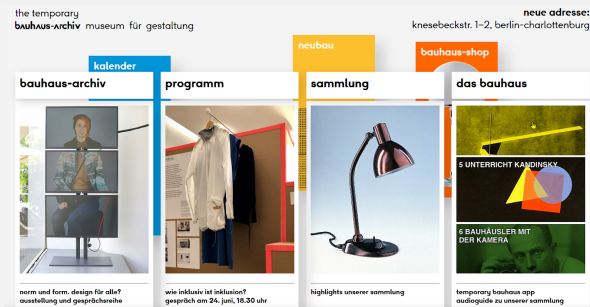 the temporary
bauhaus-archiv museum für gestaltung
neue adresse:
knesebeckstr. 1–2, berlin-charlottenburg
kalender
neubau
bauhaus-shop
bauhaus-archiv
programm
sammlung
das bauhaus
5 UNTERRICHT KANDINSKY
6 BAUHÄUSLER MIT
DER KAMERA
norm und form. design für alle?
ausstellung und gesprächsreihe
wie inklusiv ist inklusion?
gespräch am 24. juni, 18.30 uhr
highlights unserer sammlung
temporary bauhaus app
audioguide zu unserer sammlung